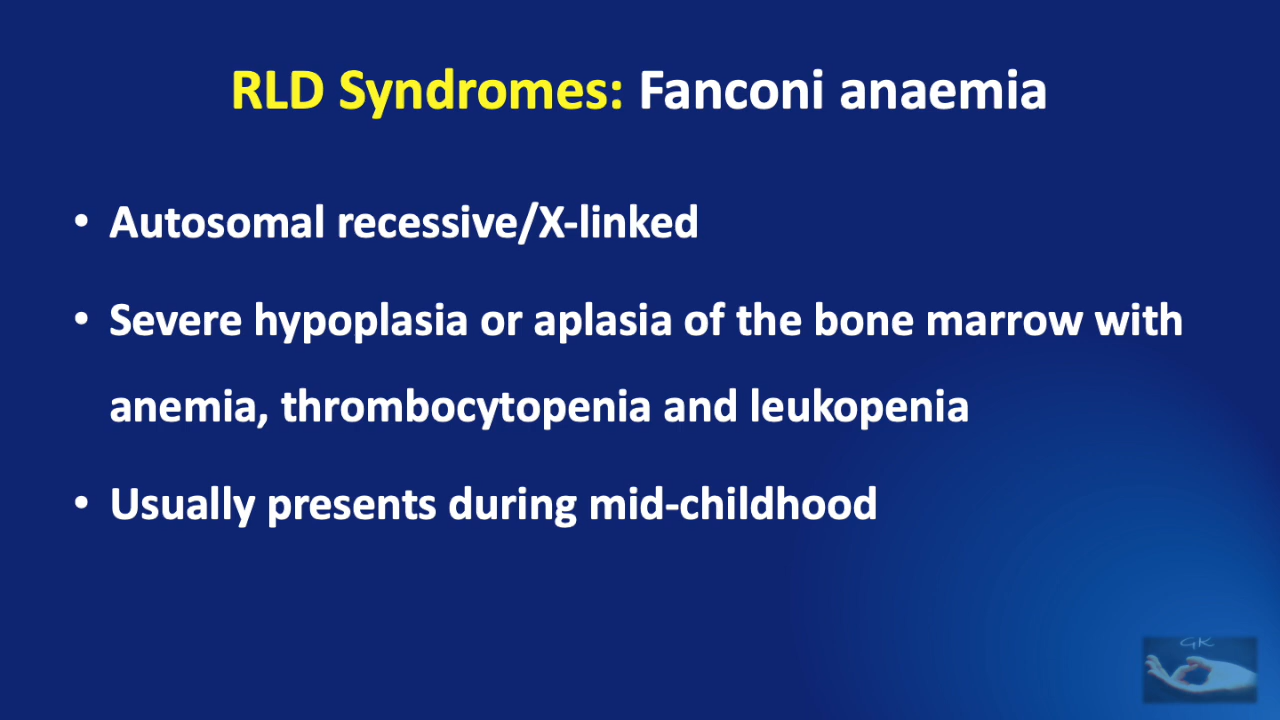 RLD Syndromes: Fanconi anaemia
• Autosomal recessive/X-linked
• Severe hypoplasia or aplasia of the bone marrow with
anemia, thrombocytopenia and leukopenia
• Usually presents during mid-childhood
GK